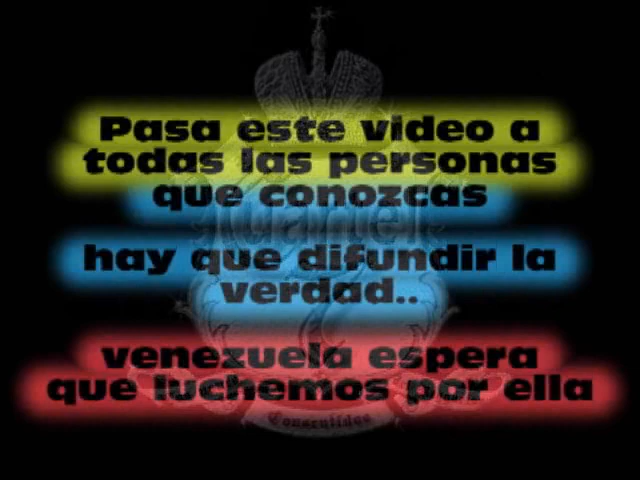 Pasa este video a
todas las personas
que conozcas
hay que difundir la
verdad..
venezuela espera
que luchemos por ella